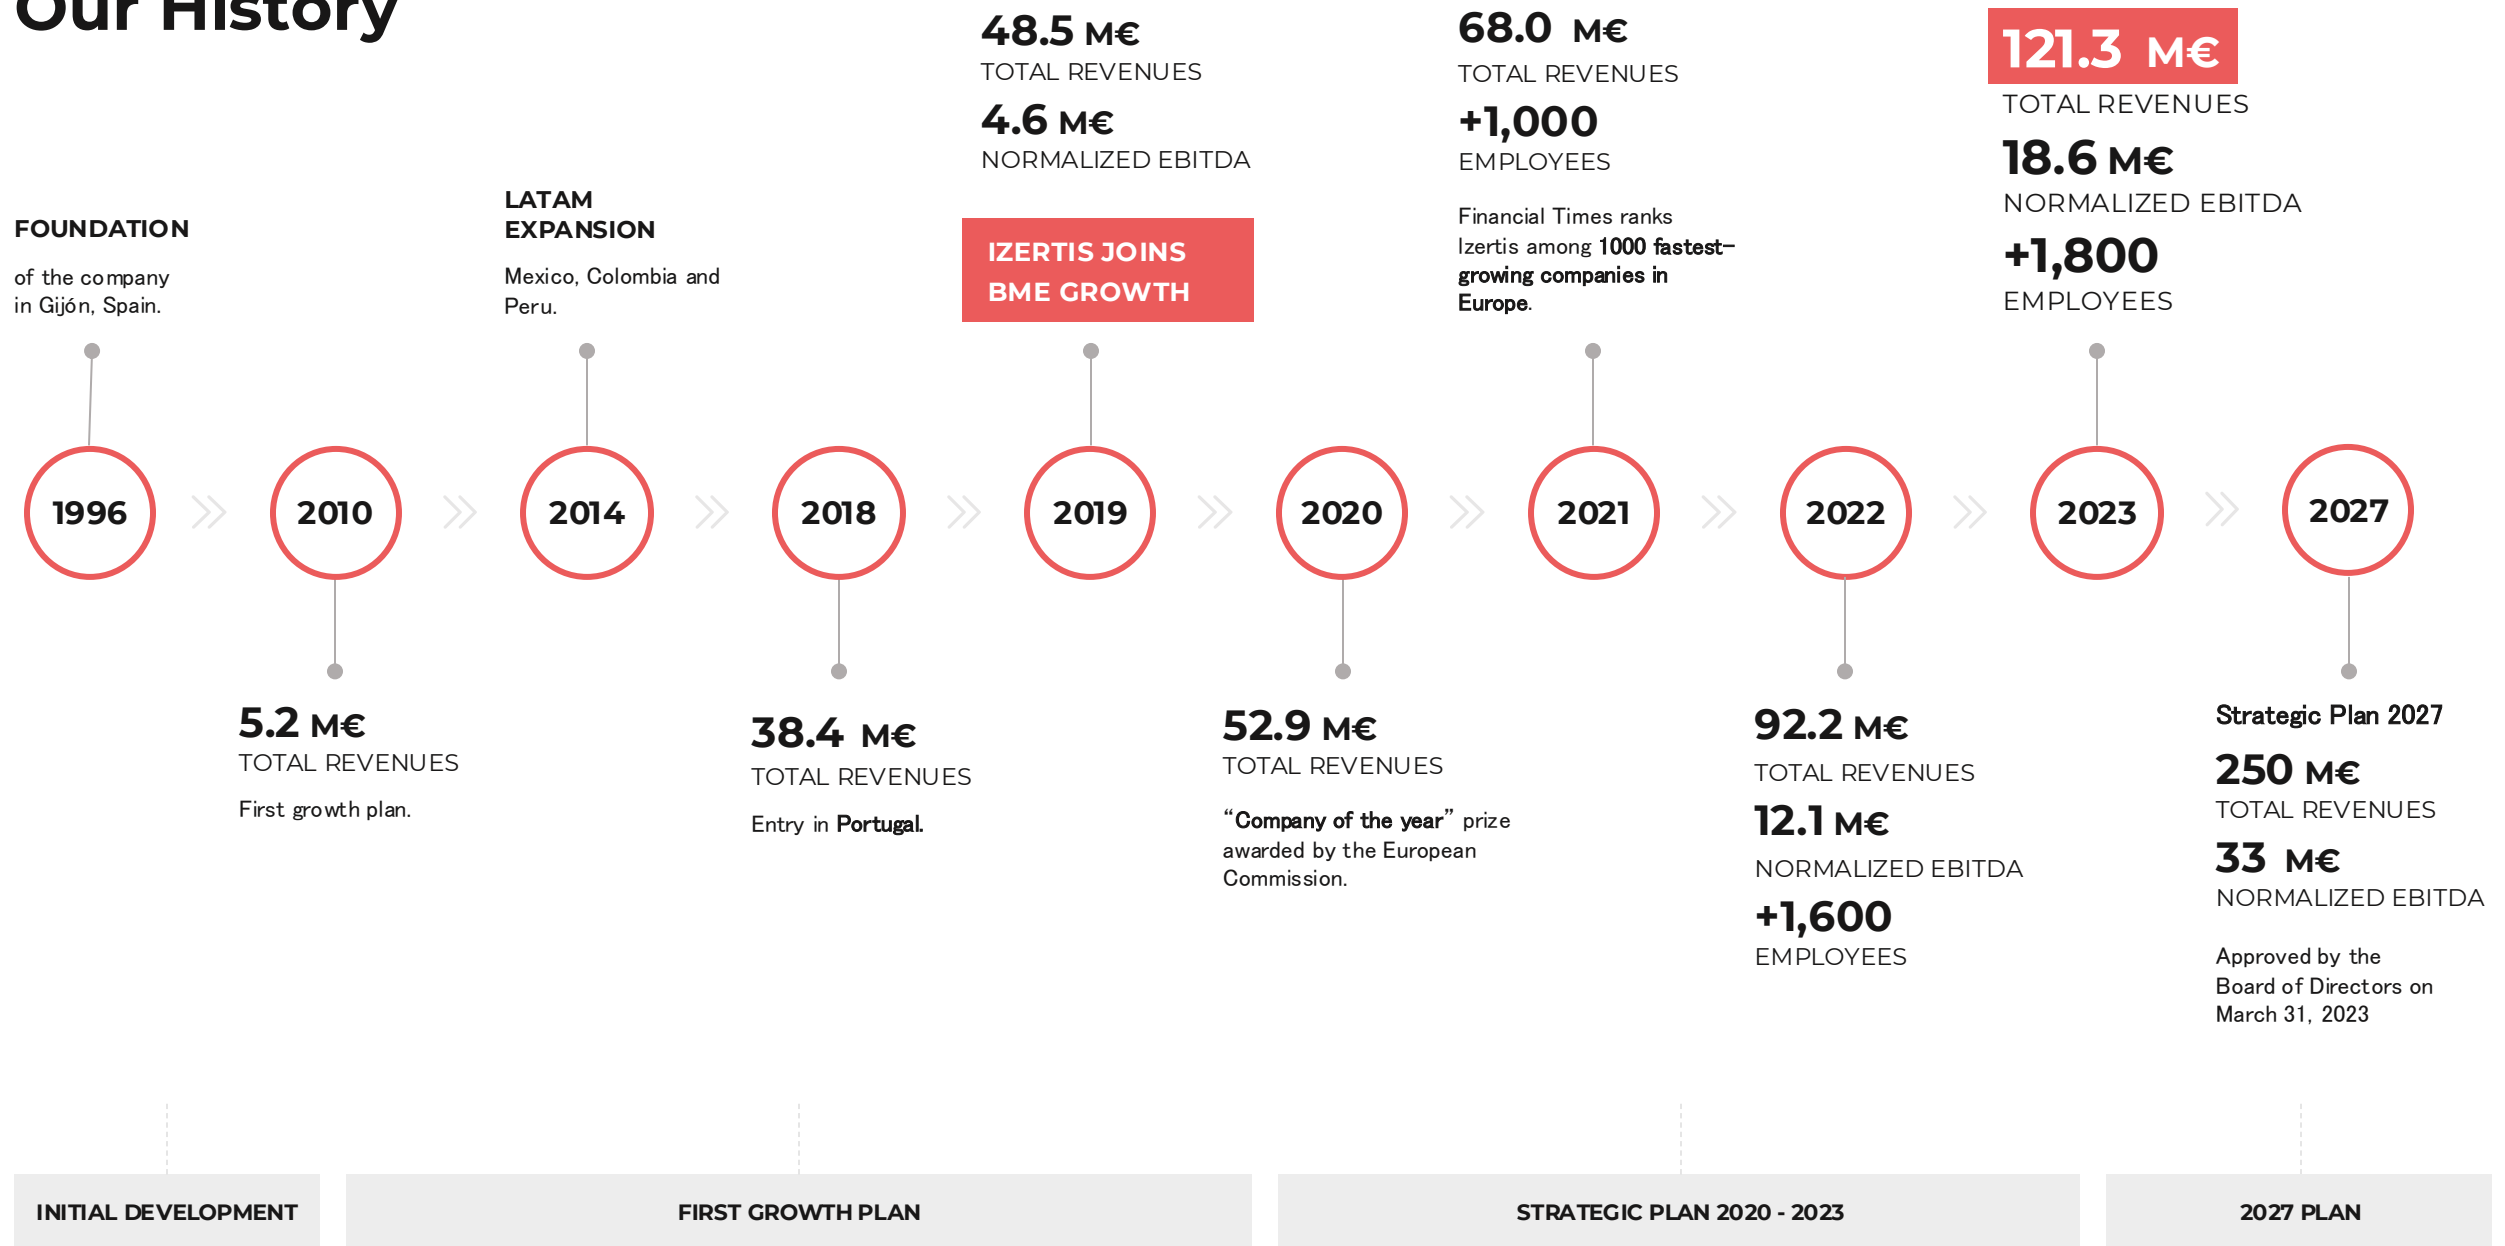 Our History
FOUNDATION
of the company
in Gijón, Spain.
1996
2010
5.2 M€
TOTAL REVENUES
First growth plan.
LATAM
EXPANSION
Mexico, Colombia and
Peru.
2014
2018
38.4 M€
TOTAL REVENUES
Entry in Portugal.
48.5 M€
TOTAL REVENUES
4.6 M€
NORMALIZED EBITDA
IZERTIS JOINS
BME GROWTH
2019
2020
52.9 M€
TOTAL REVENUES
“Company of the year” prize
awarded by the European
Commission.
68.0 M€
TOTAL REVENUES
+1,000
EMPLOYEES
Financial Times ranks
Izertis among 1000 fastest-
growing companies in
Europe.
2021
2022
92.2 M€
TOTAL REVENUES
12.1 M€
NORMALIZED EBITDA
+1,600
EMPLOYEES
121.3 M€
TOTAL REVENUES
18.6 M€
NORMALIZED EBITDA
+1,800
EMPLOYEES
2023
2027
Strategic Plan 2027
250 M€
TOTAL REVENUES
33 M€
NORMALIZED EBITDA
Approved by the
Board of Directors on
March 31, 2023
INITIAL DEVELOPMENT
FIRST GROWTH PLAN
STRATEGIC PLAN 2020 - 2023
2027 PLAN